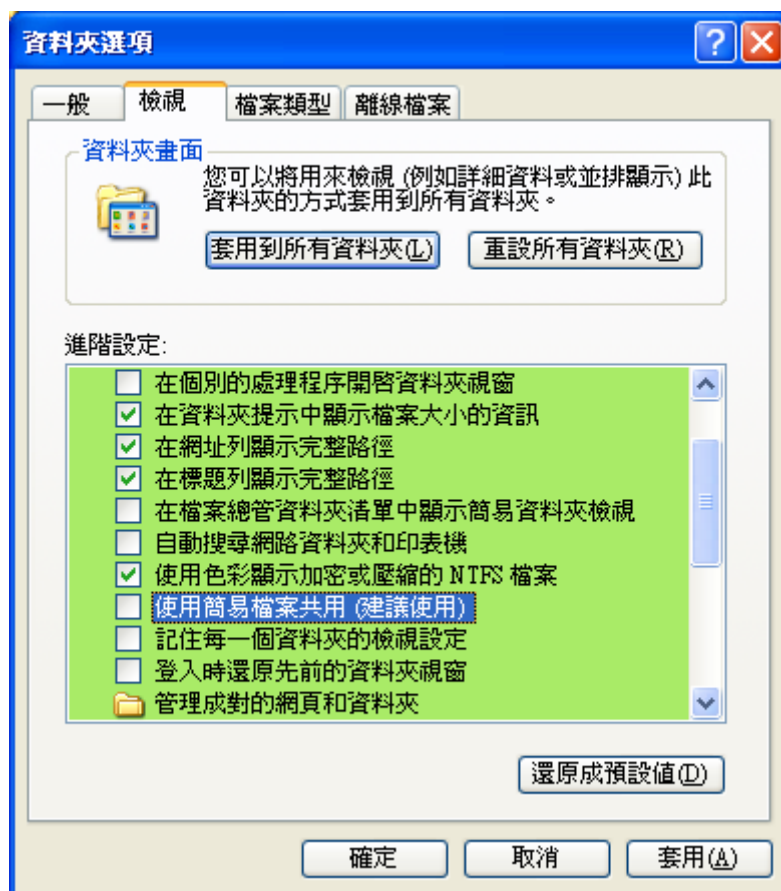 資料夾選項
一般
檢視
檔案類型
離線檔案
資料夾畫面
您可以將用來檢視 (例如詳細資料或並排顯示) 此
資料夾的方式套用到所有資料夾。
套用到所有資料夾(L)
重設所有資料夾(R)
進階設定:
在個別的處理程序開啓資料夾視窗
在資料夾提示中顯示檔案大小的資訊
在網址列顯示完整路徑
在標題列顯示完整路徑
在檔案總管資料夾清單中顯示簡易資料夾檢視
自動搜尋網路資料夾和印表機
使用色彩顯示加密或壓縮的 NTFS 檔案
使用簡易檔案共用 (建議使用)
記住每一個資料夾的檢視設定
登入時還原先前的資料夾視窗
管理成對的網頁和資料夾
還原成預設值(D)
確定
取消
套用(A)